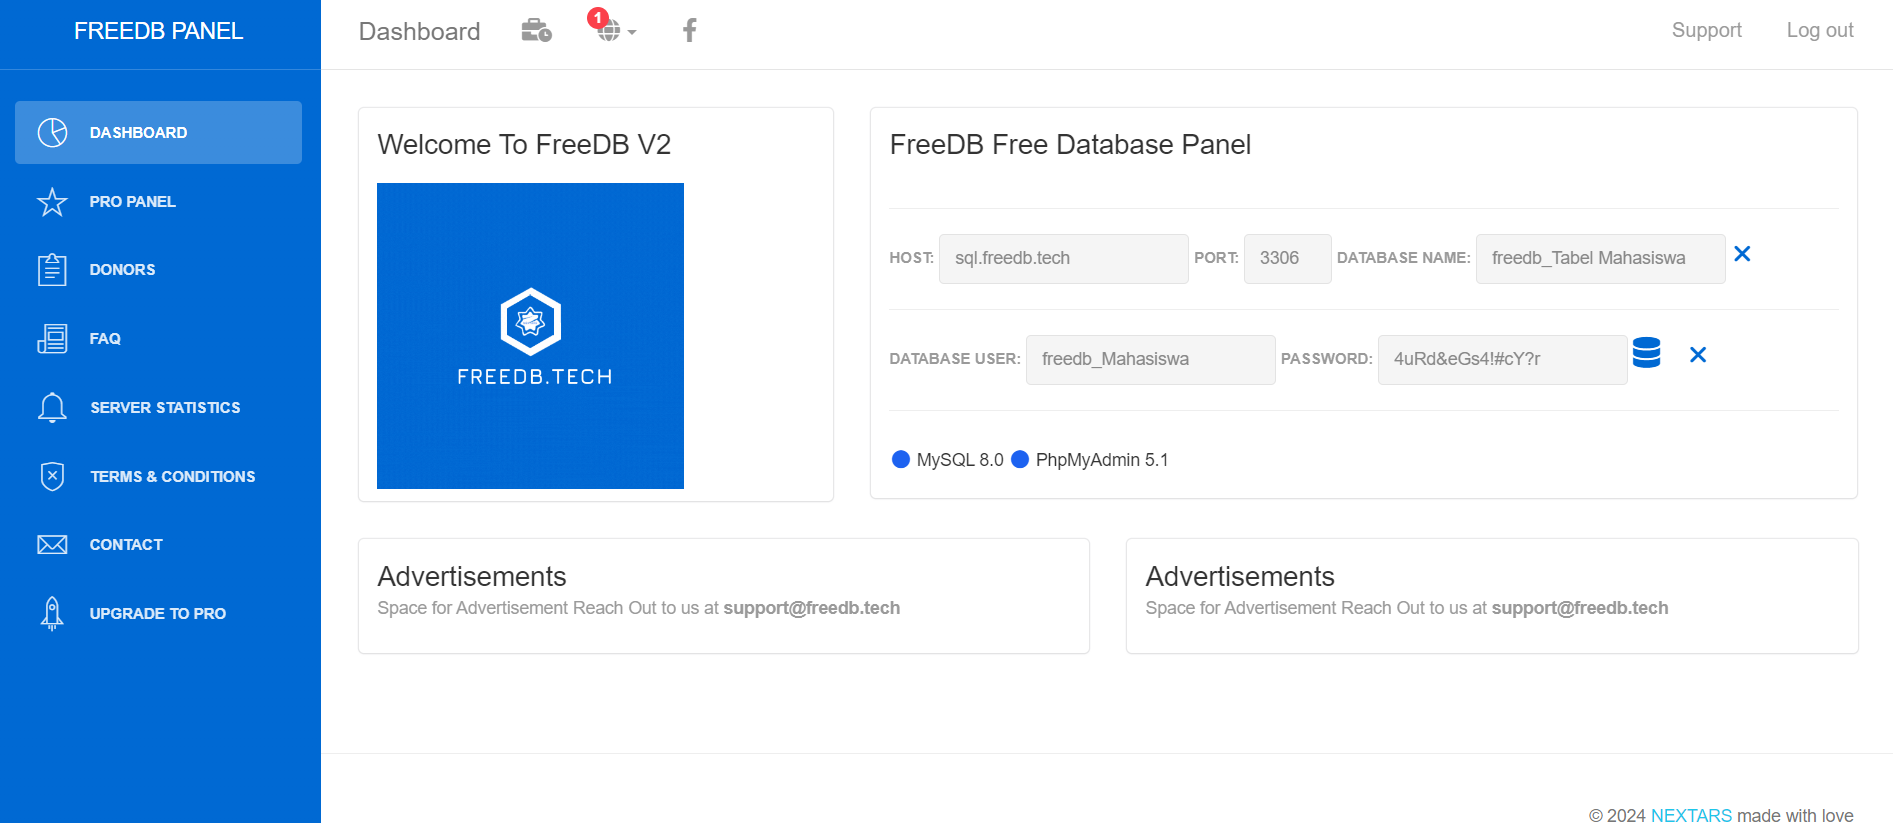 FREEDB PANEL
Dashboard
1
Support
Log out
DASHBOARD
PRO PANEL
DONORS
FAQ
SERVER STATISTICS
TERMS & CONDITIONS
CONTACT
UPGRADE TO PRO
Welcome To FreeDB V2
FREEDB.TECH
FreeDB Free Database Panel
HOST: sql.freedb.tech PORT: 3306 DATABASE NAME: freedb_Tabel Mahasiswa
DATABASE USER: freedb_Mahasiswa PASSWORD: 4uRd&eGs4!#cY?r
MySQL 8.0 PhpMyAdmin 5.1
Advertisements
Space for Advertisement Reach Out to us at support@freedb.tech
Advertisements
Space for Advertisement Reach Out to us at support@freedb.tech
© 2024 NEXTARS made with love